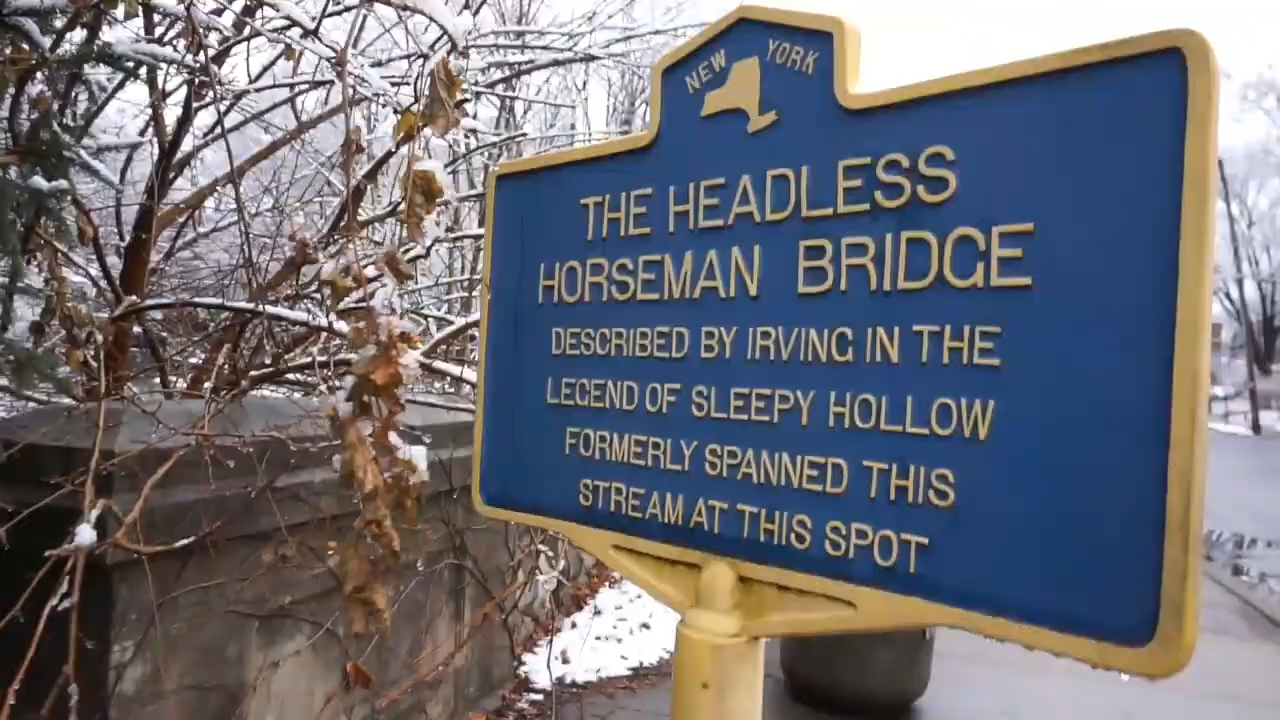 NEW YORK
THE HEADLESS
HORSEMAN BRIDGE
DESCRIBED BY IRVING IN THE
LEGEND OF SLEEPY HOLLOW
FORMERLY SPANNED THIS
STREAM AT THIS SPOT